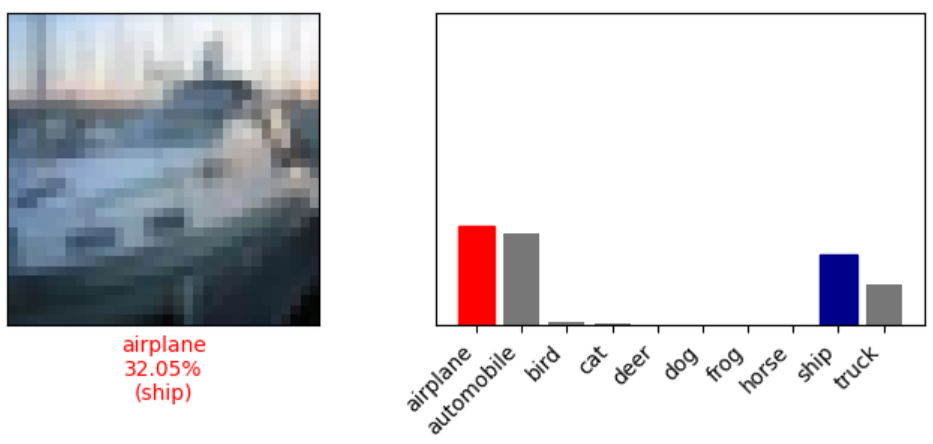 airplane
32.05%
(ship)
airplane
automobile
bird
cat
deer
dog
frog
horse
ship
truck